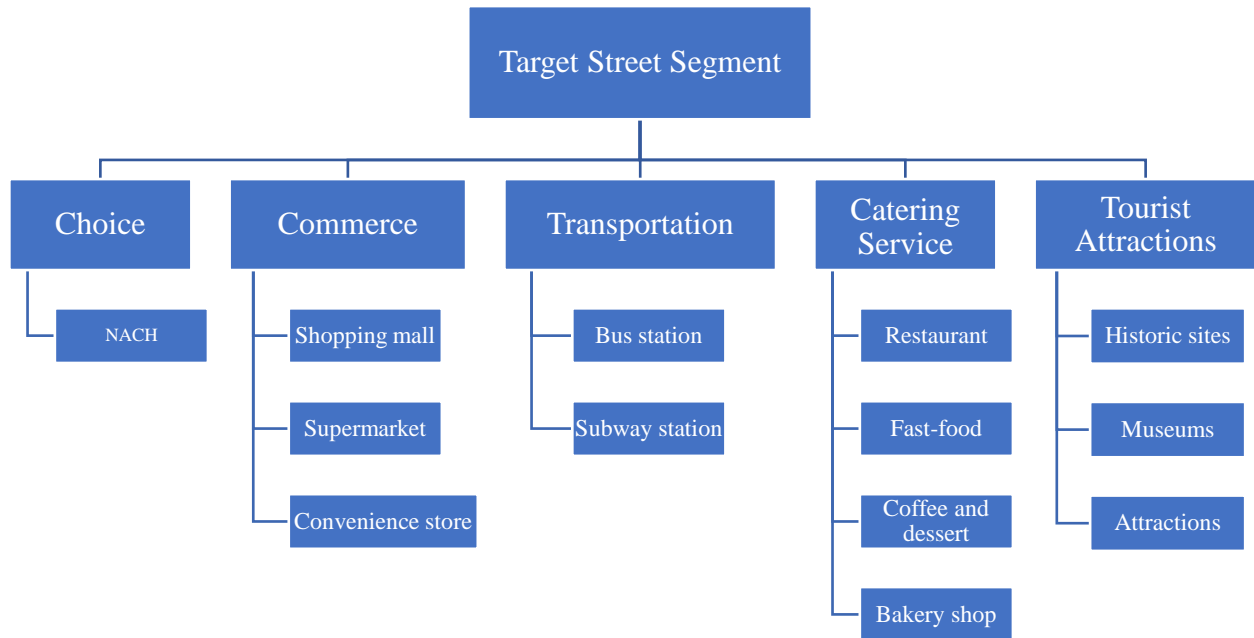 Target Street Segment
Choice
NACH
Commerce
Shopping mall
Supermarket
Convenience store
Transportation
Bus station
Subway station
Catering
Service
Restaurant
Fast-food
Coffee and
dessert
Bakery shop
Tourist
Attractions
Historic sites
Museums
Attractions